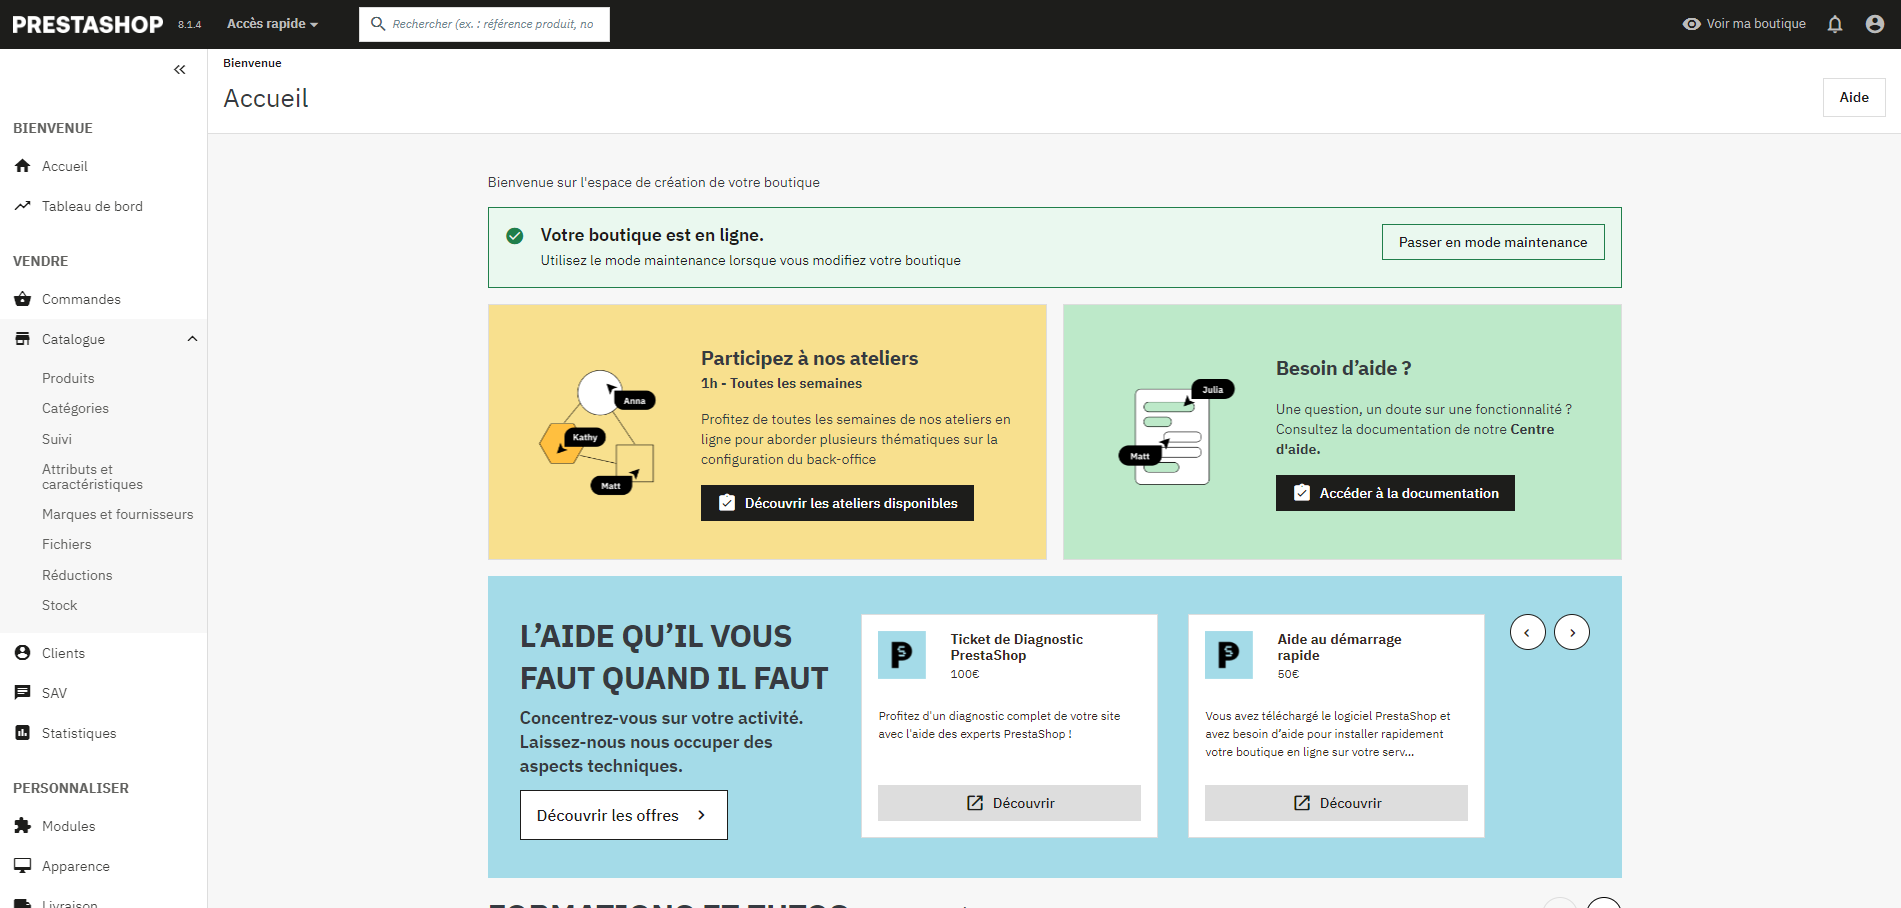 PRESTASHOP 8.1.4 Accès rapide Rechercher (ex. : référence produit, no Voir ma boutique
Bienvenue
Accueil
Aide
BIENVENUE
Accueil
Tableau de bord
VENDRE
Commandes
Catalogue
Produits
Catégories
Suivi
Attributs et
caractéristiques
Marques et fournisseurs
Fichiers
Réductions
Stock
Clients
SAV
Statistiques
PERSONNALISER
Modules
Apparence
Livraison
Bienvenue sur l'espace de création de votre boutique
Votre boutique est en ligne.
Utilisez le mode maintenance lorsque vous modifiez votre boutique
Passer en mode maintenance
Anna
Kathy
Matt
Participez à nos ateliers
1h - Toutes les semaines
Profitez de toutes les semaines de nos ateliers en
ligne pour aborder plusieurs thématiques sur la
configuration du back-office
Découvrir les ateliers disponibles
Julia
Matt
Besoin d’aide ?
Une question, un doute sur une fonctionnalité ?
Consultez la documentation de notre Centre
d'aide.
Accéder à la documentation
L’AIDE QU’IL VOUS
FAUT QUAND IL FAUT
Concentrez-vous sur votre activité.
Laissez-nous nous occuper des
aspects techniques.
Découvrir les offres
Ticket de Diagnostic
PrestaShop
100€
Profitez d'un diagnostic complet de votre site
avec l'aide des experts PrestaShop !
Découvrir
Aide au démarrage
rapide
50€
Vous avez téléchargé le logiciel PrestaShop et
avez besoin d’aide pour installer rapidement
votre boutique en ligne sur votre serv...
Découvrir
FORMATIONS ET TUTOS